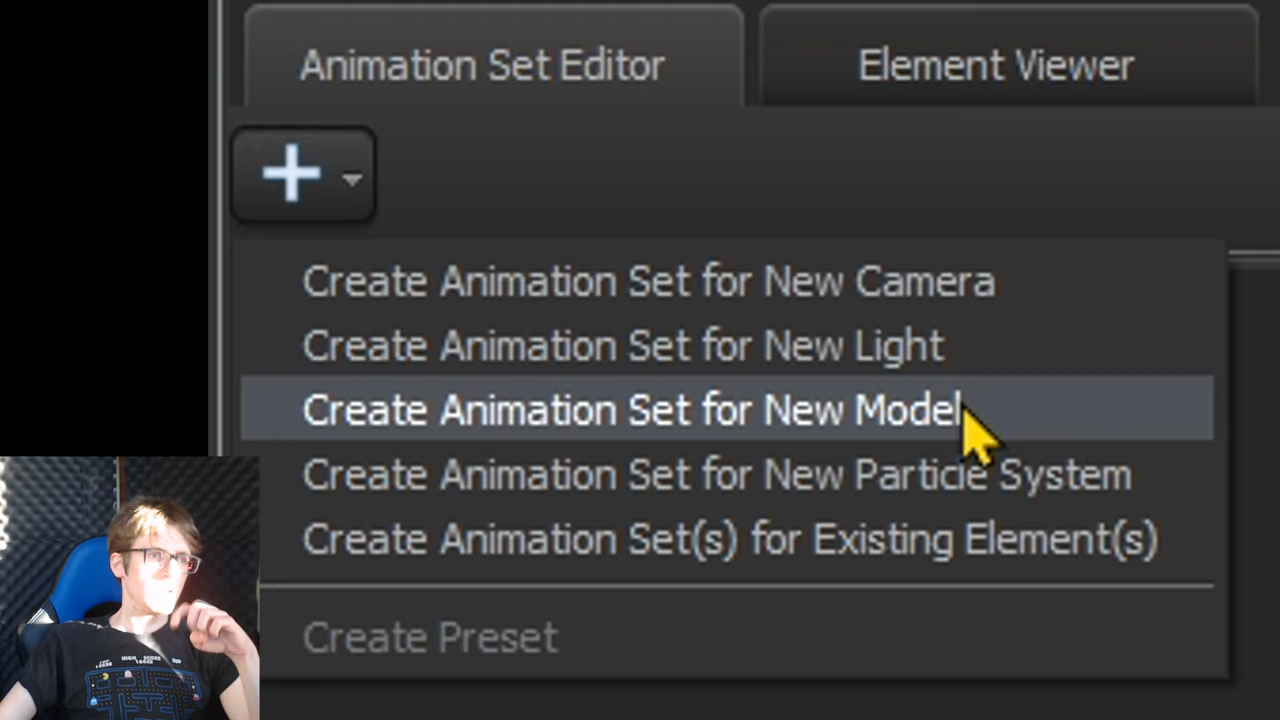 Animation Set Editor
Element Viewer
Create Animation Set for New Camera
Create Animation Set for New Light
Create Animation Set for New Model
Create Animation Set for New Particle System
Create Animation Set(s) for Existing Element(s)
Create Preset
HIGH SCORE